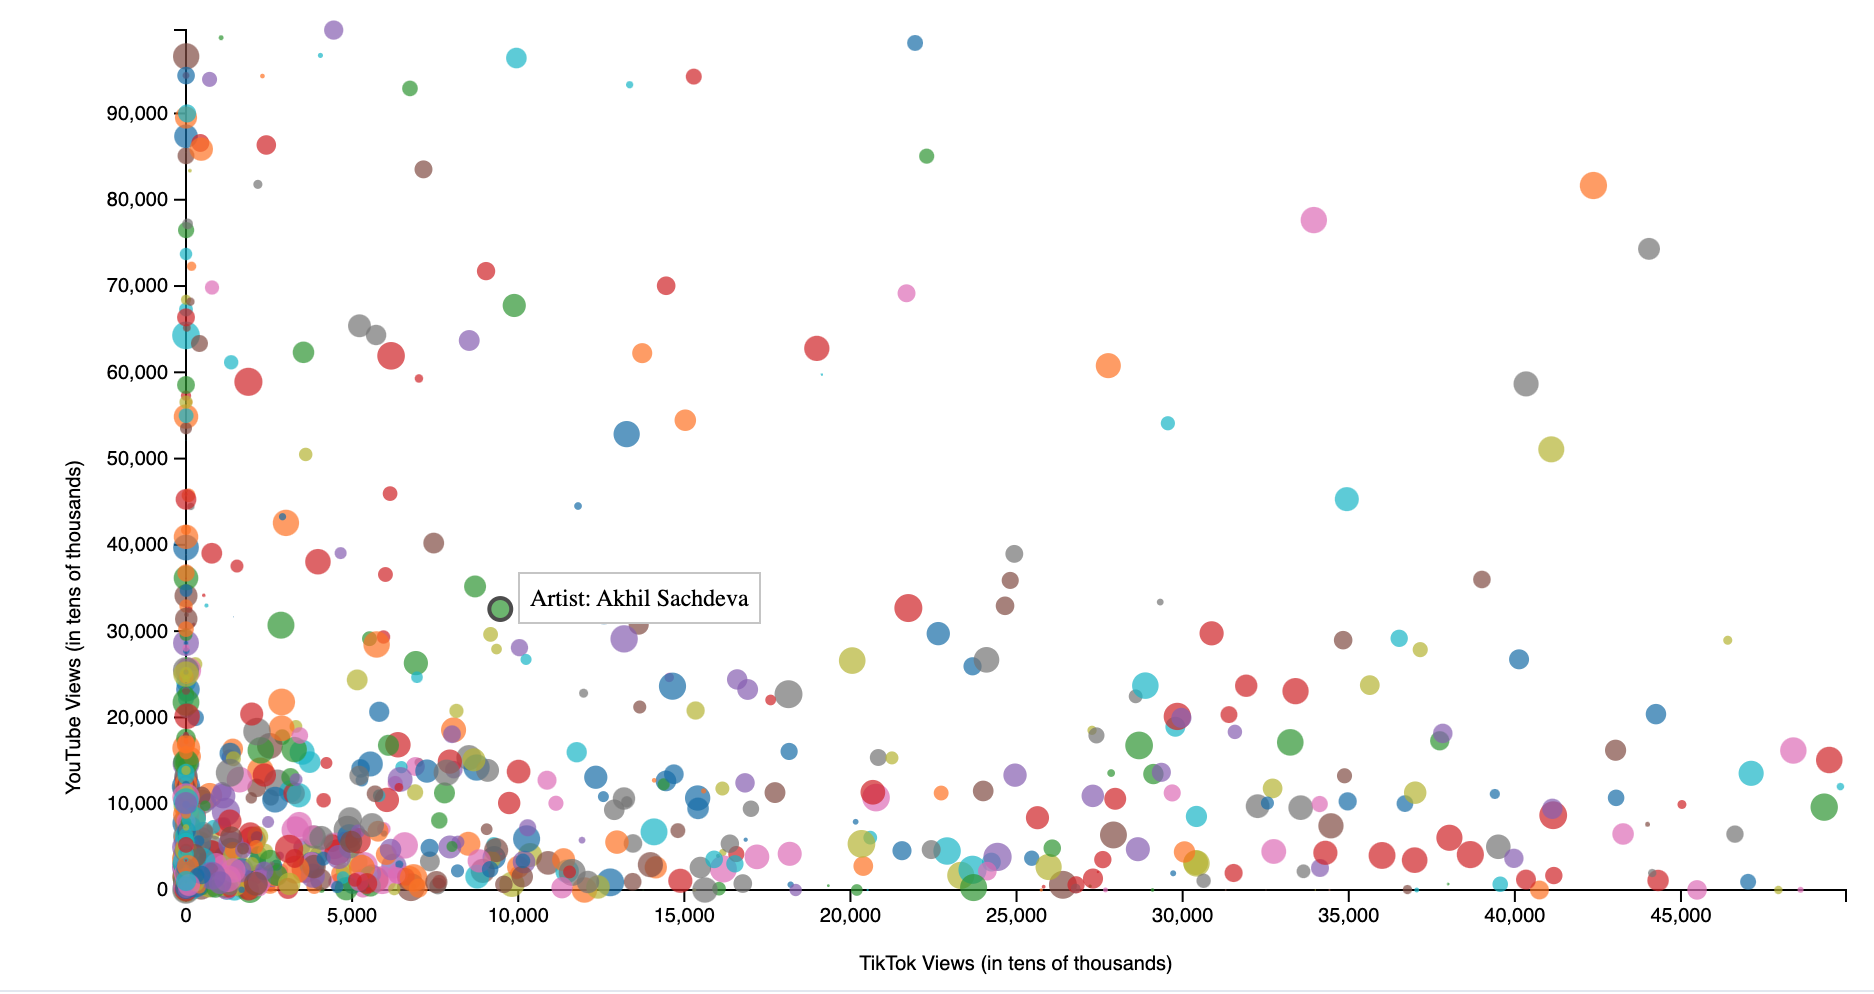 90,000
80,000
70,000
60,000
50,000
40,000
30,000
20,000
10,000
0
YouTube Views (in tens of thousands)
Artist: Akhil Sachdeva
0 5,000 10,000 15,000 20,000 25,000 30,000 35,000 40,000 45,000
TikTok Views (in tens of thousands)